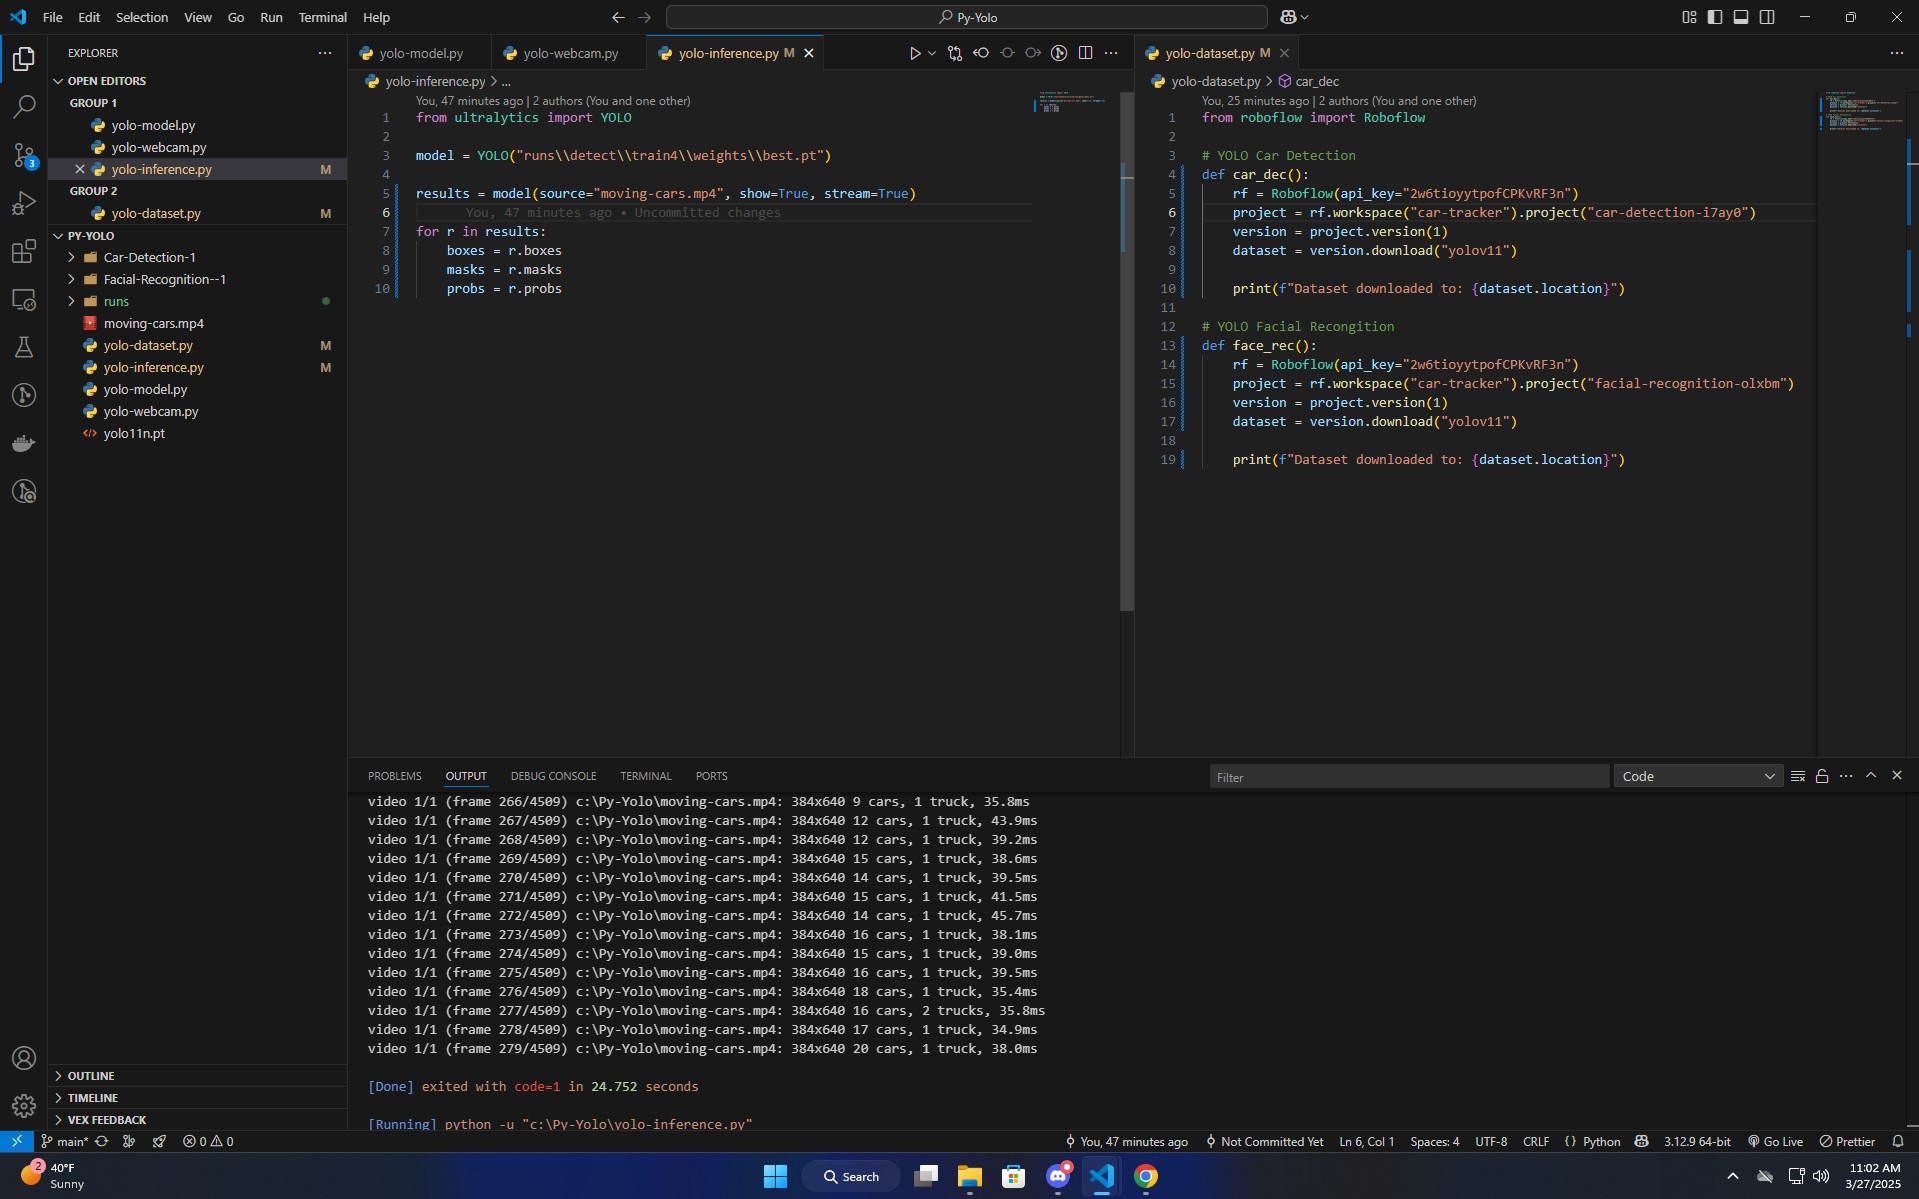 File Edit Selection View Go Run Terminal Help
Py-Yolo
EXPLORER
OPEN EDITORS
GROUP 1
yolo-model.py
yolo-webcam.py
yolo-inference.py M
GROUP 2
yolo-dataset.py M
PY-YOLO
Car-Detection-1
Facial-Recognition--1
runs
moving-cars.mp4
yolo-dataset.py M
yolo-inference.py M
yolo-model.py
yolo-webcam.py
yolo11n.pt
OUTLINE
TIMELINE
VEX FEEDBACK
3
yolo-model.py yolo-webcam.py yolo-inference.py M
yolo-inference.py > ...
You, 47 minutes ago | 2 authors (You and one other)
1 from ultralytics import YOLO
2
3 model = YOLO("runs\\detect\\train4\\weights\\best.pt")
4
5 results = model(source="moving-cars.mp4", show=True, stream=True)
6 You, 47 minutes ago • Uncommitted changes
7 for r in results:
8 boxes = r.boxes
9 masks = r.masks
10 probs = r.probs
yolo-dataset.py M
yolo-dataset.py > car_dec
You, 25 minutes ago | 2 authors (You and one other)
1 from roboflow import Roboflow
2
3 # YOLO Car Detection
4 def car_dec():
5 rf = Roboflow(api_key="2w6tioyytpofCPKvRF3n")
6 project = rf.workspace("car-tracker").project("car-detection-i7ay0")
7 version = project.version(1)
8 dataset = version.download("yolov11")
9
10 print(f"Dataset downloaded to: {dataset.location}")
11
12 # YOLO Facial Recongition
13 def face_rec():
14 rf = Roboflow(api_key="2w6tioyytpofCPKvRF3n")
15 project = rf.workspace("car-tracker").project("facial-recognition-olxbm")
16 version = project.version(1)
17 dataset = version.download("yolov11")
18
19 print(f"Dataset downloaded to: {dataset.location}")
PROBLEMS OUTPUT DEBUG CONSOLE TERMINAL PORTS
Filter
Code
video 1/1 (frame 266/4509) c:\Py-Yolo\moving-cars.mp4: 384x640 9 cars, 1 truck, 35.8ms
video 1/1 (frame 267/4509) c:\Py-Yolo\moving-cars.mp4: 384x640 12 cars, 1 truck, 43.9ms
video 1/1 (frame 268/4509) c:\Py-Yolo\moving-cars.mp4: 384x640 12 cars, 1 truck, 39.2ms
video 1/1 (frame 269/4509) c:\Py-Yolo\moving-cars.mp4: 384x640 15 cars, 1 truck, 38.6ms
video 1/1 (frame 270/4509) c:\Py-Yolo\moving-cars.mp4: 384x640 14 cars, 1 truck, 39.5ms
video 1/1 (frame 271/4509) c:\Py-Yolo\moving-cars.mp4: 384x640 15 cars, 1 truck, 41.5ms
video 1/1 (frame 272/4509) c:\Py-Yolo\moving-cars.mp4: 384x640 14 cars, 1 truck, 45.7ms
video 1/1 (frame 273/4509) c:\Py-Yolo\moving-cars.mp4: 384x640 16 cars, 1 truck, 38.1ms
video 1/1 (frame 274/4509) c:\Py-Yolo\moving-cars.mp4: 384x640 15 cars, 1 truck, 39.0ms
video 1/1 (frame 275/4509) c:\Py-Yolo\moving-cars.mp4: 384x640 16 cars, 1 truck, 39.5ms
video 1/1 (frame 276/4509) c:\Py-Yolo\moving-cars.mp4: 384x640 18 cars, 1 truck, 35.4ms
video 1/1 (frame 277/4509) c:\Py-Yolo\moving-cars.mp4: 384x640 16 cars, 2 trucks, 35.8ms
video 1/1 (frame 278/4509) c:\Py-Yolo\moving-cars.mp4: 384x640 17 cars, 1 truck, 34.9ms
video 1/1 (frame 279/4509) c:\Py-Yolo\moving-cars.mp4: 384x640 20 cars, 1 truck, 38.0ms
[Done] exited with code=1 in 24.752 seconds
[Running] python -u "c:\Py-Yolo\yolo-inference.py"
main* 0 0 You, 47 minutes ago Not Committed Yet Ln 6, Col 1 Spaces: 4 UTF-8 CRLF {} Python 3.12.9 64-bit Go Live Prettier
2 40°F
Sunny
Search
11:02 AM
3/27/2025